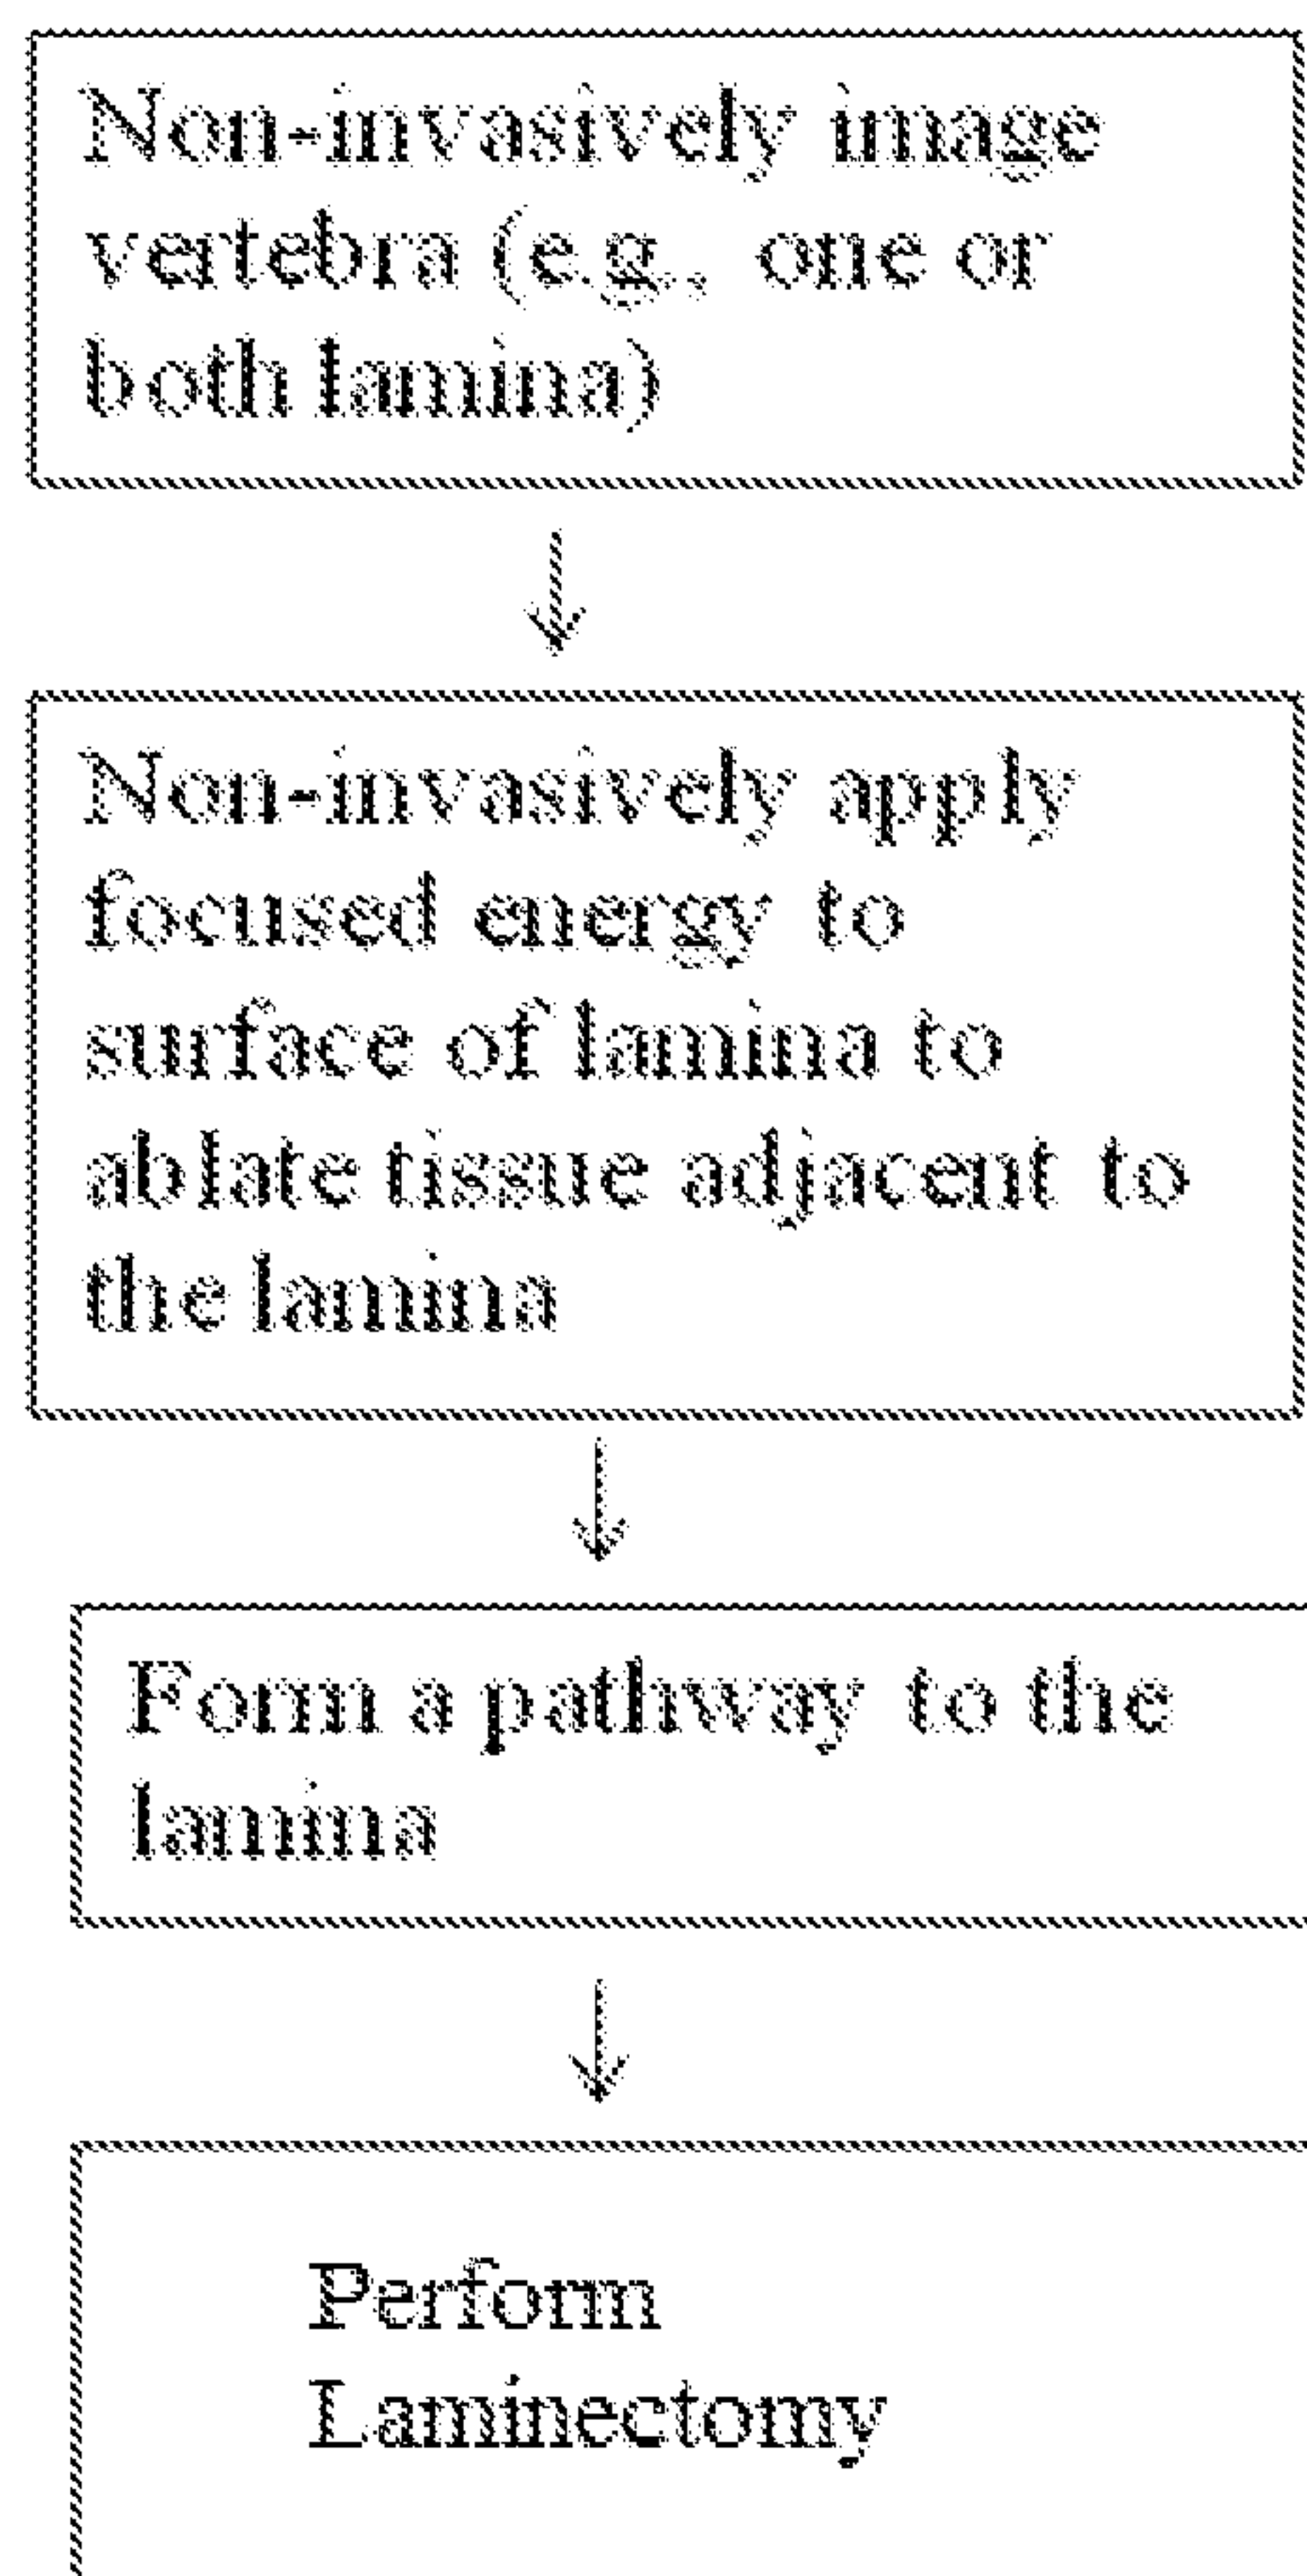 Non-invasively image
vertebra (e.g., one or
both lamina)
Non-invasively apply
focused energy to
surface of lamina to
ablate tissue adjacent to
the lamina
Form a pathway to the
lamina
Perform
Laminectomy